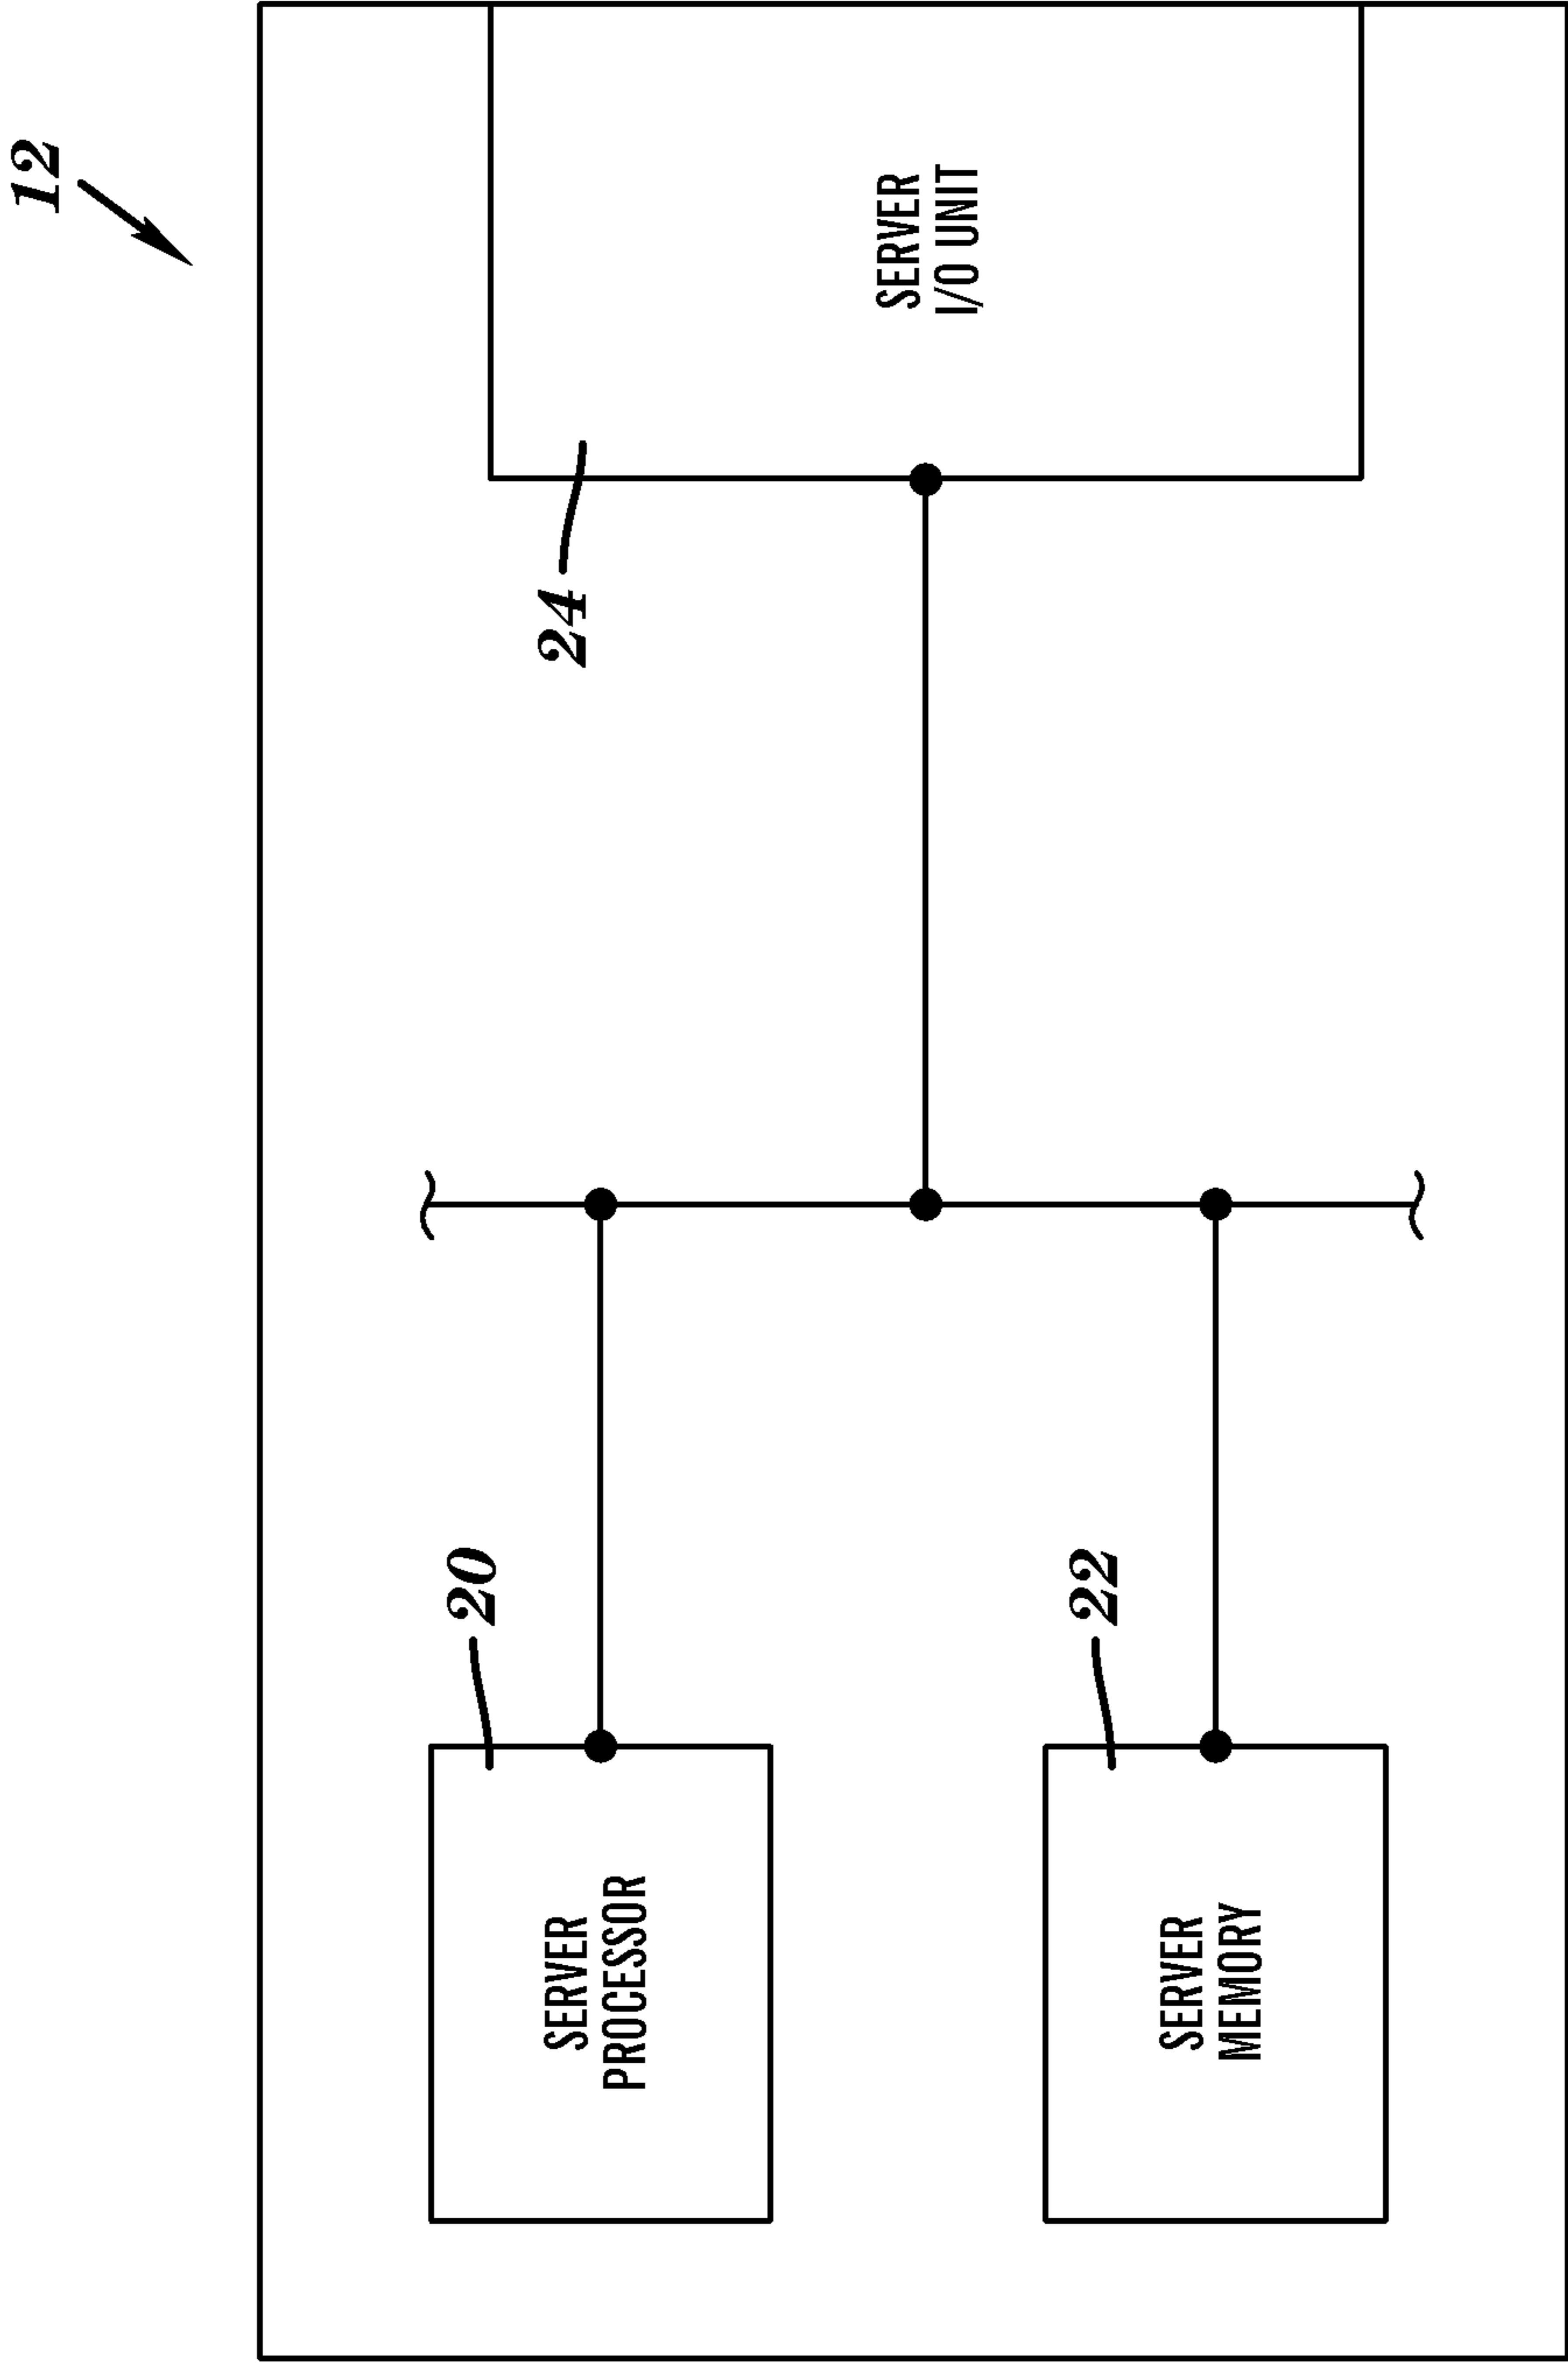 12
SERVER
PROCESSOR
20
24
SERVER
I/O UNIT
SERVER
MEMORY
22